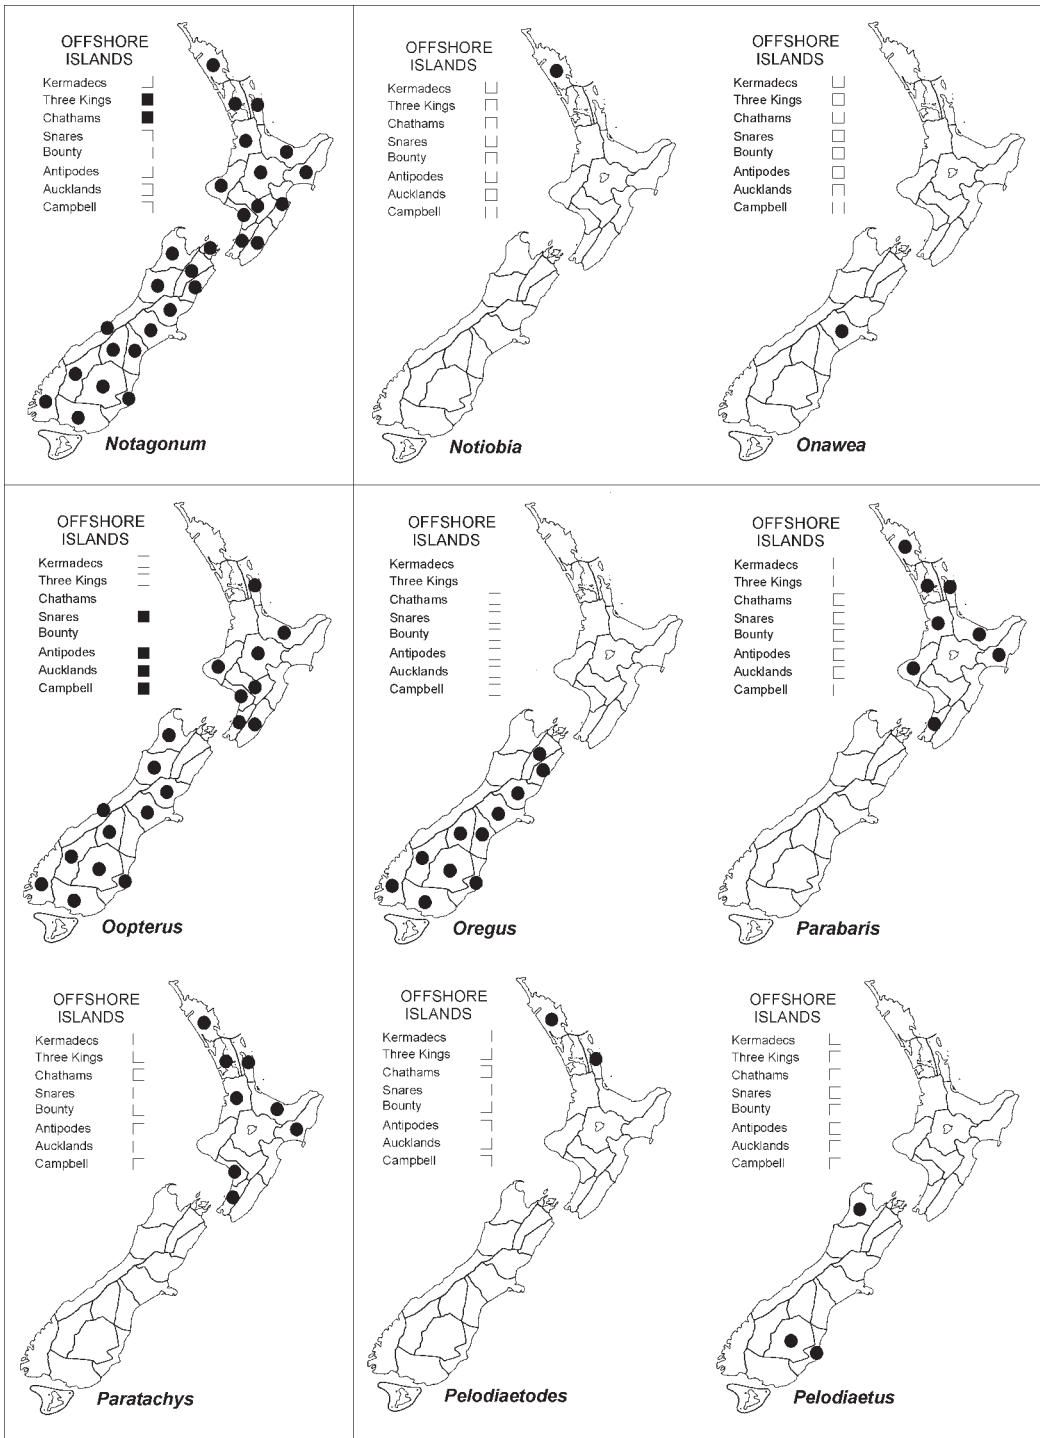 OFFSHORE
ISLANDS
Kermadecs
Three Kings
Chathams
Snares
Bounty
Antipodes
Aucklands
Campbell
Notagonum
OFFSHORE
ISLANDS
Kermadecs
Three Kings
Chathams
Snares
Bounty
Antipodes
Aucklands
Campbell
Notiobia
OFFSHORE
ISLANDS
Kermadecs
Three Kings
Chathams
Snares
Bounty
Antipodes
Aucklands
Campbell
Onawea
OFFSHORE
ISLANDS
Kermadecs
Three Kings
Chathams
Snares
Bounty
Antipodes
Aucklands
Campbell
Oopterus
OFFSHORE
ISLANDS
Kermadecs
Three Kings
Chathams
Snares
Bounty
Antipodes
Aucklands
Campbell
Oregus
OFFSHORE
ISLANDS
Kermadecs
Three Kings
Chathams
Snares
Bounty
Antipodes
Aucklands
Campbell
Parabaris
OFFSHORE
ISLANDS
Kermadecs
Three Kings
Chathams
Snares
Bounty
Antipodes
Aucklands
Campbell
Paratachys
OFFSHORE
ISLANDS
Kermadecs
Three Kings
Chathams
Snares
Bounty
Antipodes
Aucklands
Campbell
Pelodiaetodes
OFFSHORE
ISLANDS
Kermadecs
Three Kings
Chathams
Snares
Bounty
Antipodes
Aucklands
Campbell
Pelodiaetus